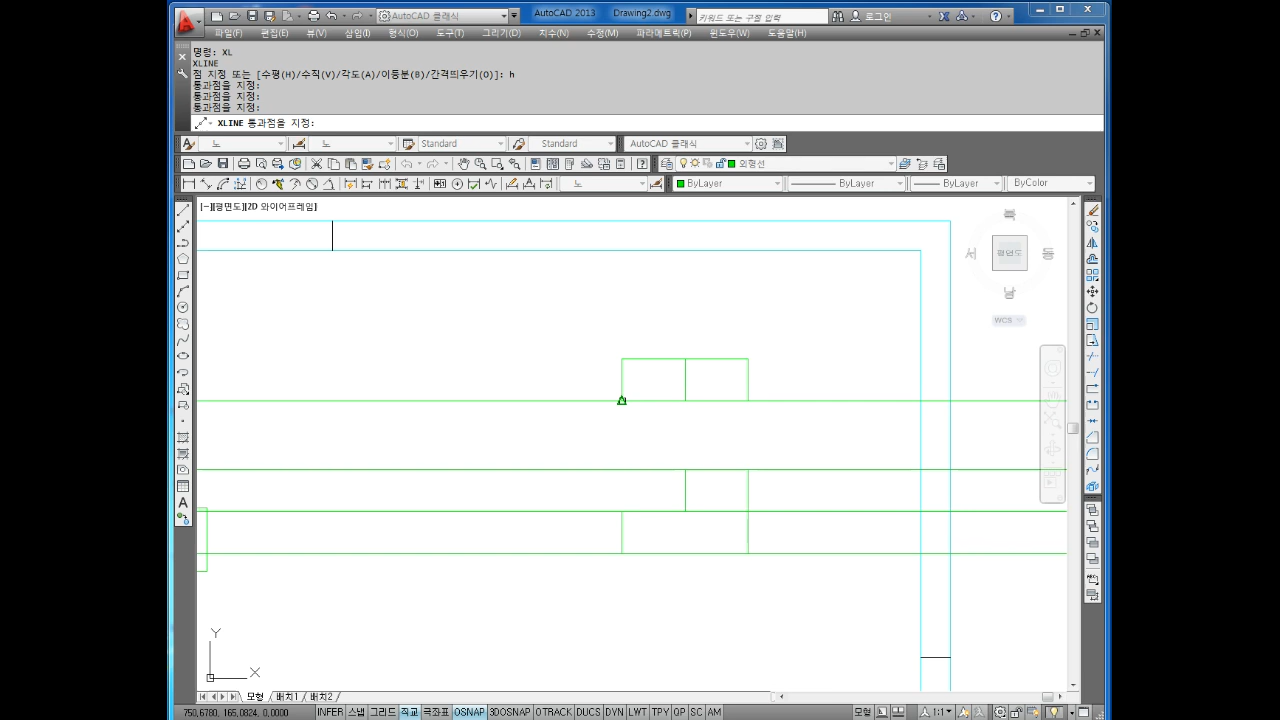 AutoCAD 클래식
AutoCAD 2013 Drawing2.dwg
키워드 또는 구절 입력
로그인
파일(F) 편집(E) 뷰(V) 삽입(I) 형식(O) 도구(T) 그리기(D) 치수(N) 수정(M) 파라메트릭(P) 윈도우(W) 도움말(H)
명령: XL
XLINE
점 지정 또는 [수평(H)/수직(V)/각도(A)/이등분(B)/간격띄우기(O)]: h
통과점을 지정:
통과점을 지정:
통과점을 지정:
XLINE 통과점을 지정:
Standard Standard AutoCAD 클래식
외형선
ByLayer ByLayer ByLayer ByColor
[-][평면도][2D 와이어프레임]
북
서 평면도 동
남
WCS
Y
X
모형 배치1 배치2
750,6780, 165,0824, 0,0000 INFER 스냅 그리드 직교 극좌표 OSNAP 3DOSNAP OTRACK DUCS DYN LWT TPY QP SC AM 모형 1:1